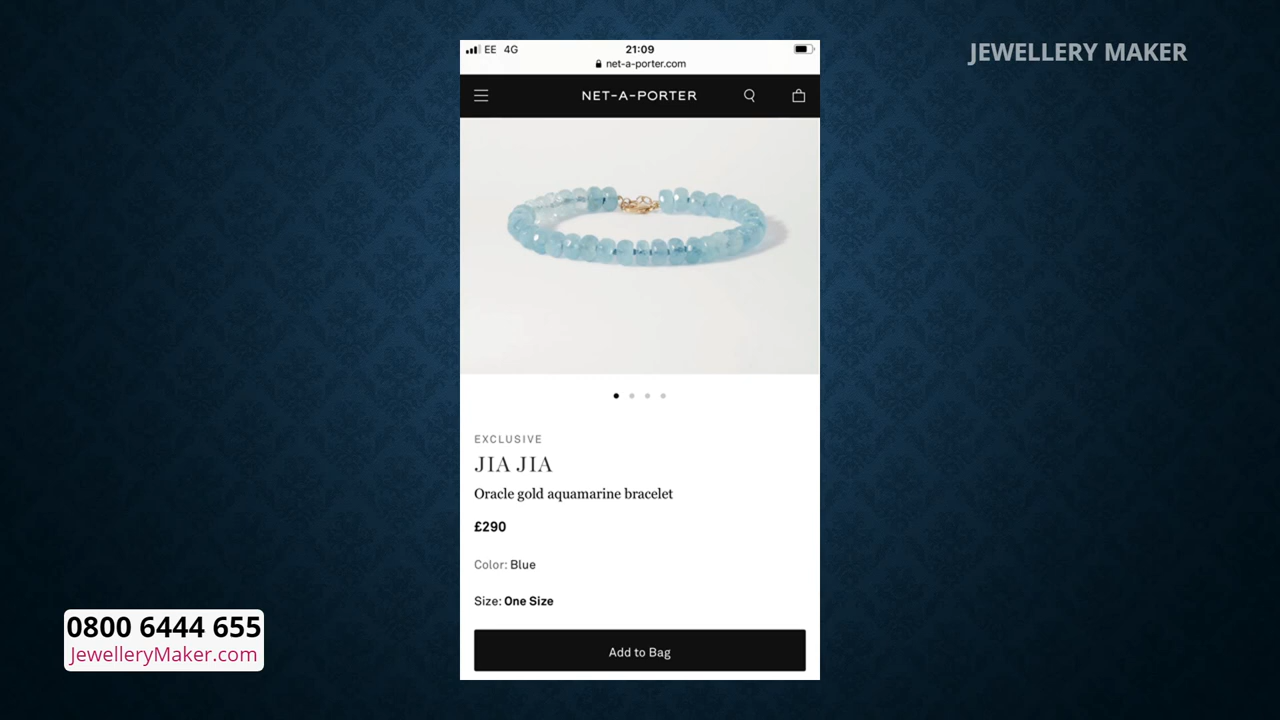 JEWELLERY MAKER
EE 4G 21:09
net-a-porter.com
NET-A-PORTER
EXCLUSIVE
JIA JIA
Oracle gold aquamarine bracelet
£290
Color: Blue
Size: One Size
Add to Bag
0800 6444 655
JewelleryMaker.com